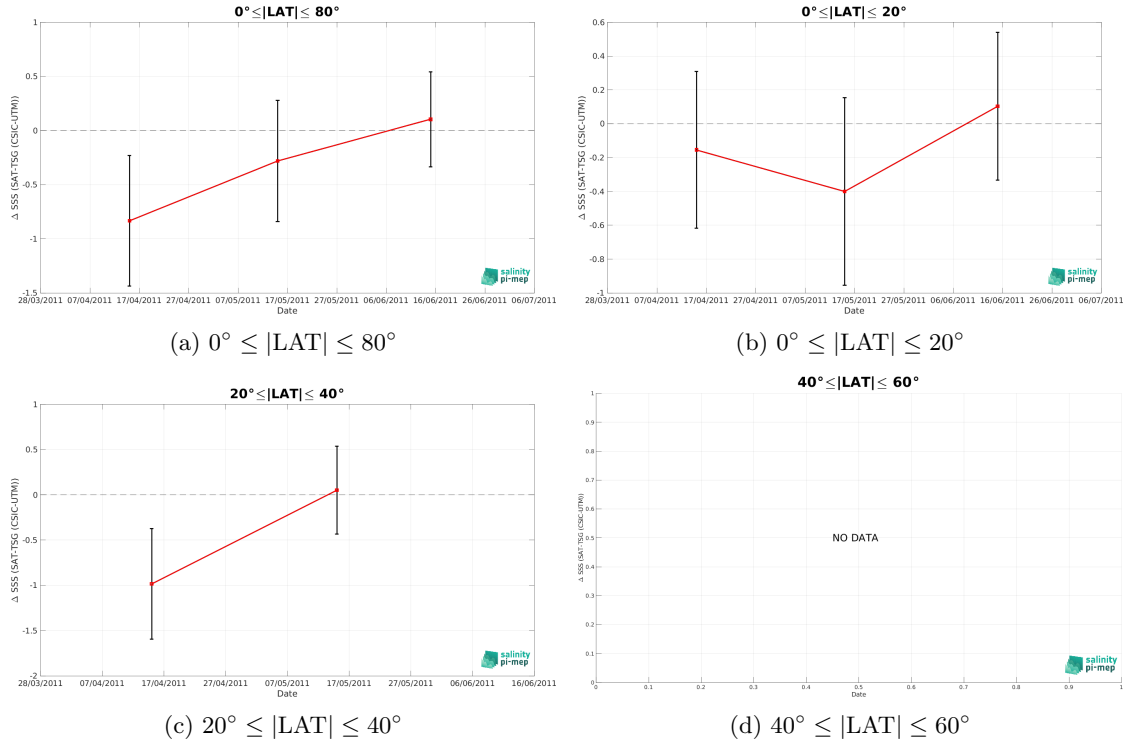 0°≤|LAT|≤ 80°
1
0.5
0
-0.5
-1
-1.5
Δ SSS (SAT-TSG (CSIC-UTM))
28/03/2011 07/04/2011 17/04/2011 27/04/2011 07/05/2011 17/05/2011 27/05/2011 06/06/2011 16/06/2011 26/06/2011 06/07/2011
Date
salinity
pi-mep
(a) 0° ≤ |LAT| ≤ 80°
0°≤|LAT|≤ 20°
0.6
0.4
0.2
0
-0.2
-0.4
-0.6
-0.8
-1
Δ SSS (SAT-TSG (CSIC-UTM))
28/03/2011 07/04/2011 17/04/2011 27/04/2011 07/05/2011 17/05/2011 27/05/2011 06/06/2011 16/06/2011 26/06/2011 06/07/2011
Date
salinity
pi-mep
(b) 0° ≤ |LAT| ≤ 20°
20°≤|LAT|≤ 40°
1
0.5
0
-0.5
-1
-1.5
-2
Δ SSS (SAT-TSG (CSIC-UTM))
28/03/2011 07/04/2011 17/04/2011 27/04/2011 07/05/2011 17/05/2011 27/05/2011 06/06/2011 16/06/2011
Date
salinity
pi-mep
(c) 20° ≤ |LAT| ≤ 40°
40°≤|LAT|≤ 60°
1
0.9
0.8
0.7
0.6
0.5
0.4
0.3
0.2
0.1
0
Δ SSS (SAT-TSG (CSIC-UTM))
NO DATA
0 0.1 0.2 0.3 0.4 0.5 0.6 0.7 0.8 0.9 1
Date
salinity
pi-mep
(d) 40° ≤ |LAT| ≤ 60°